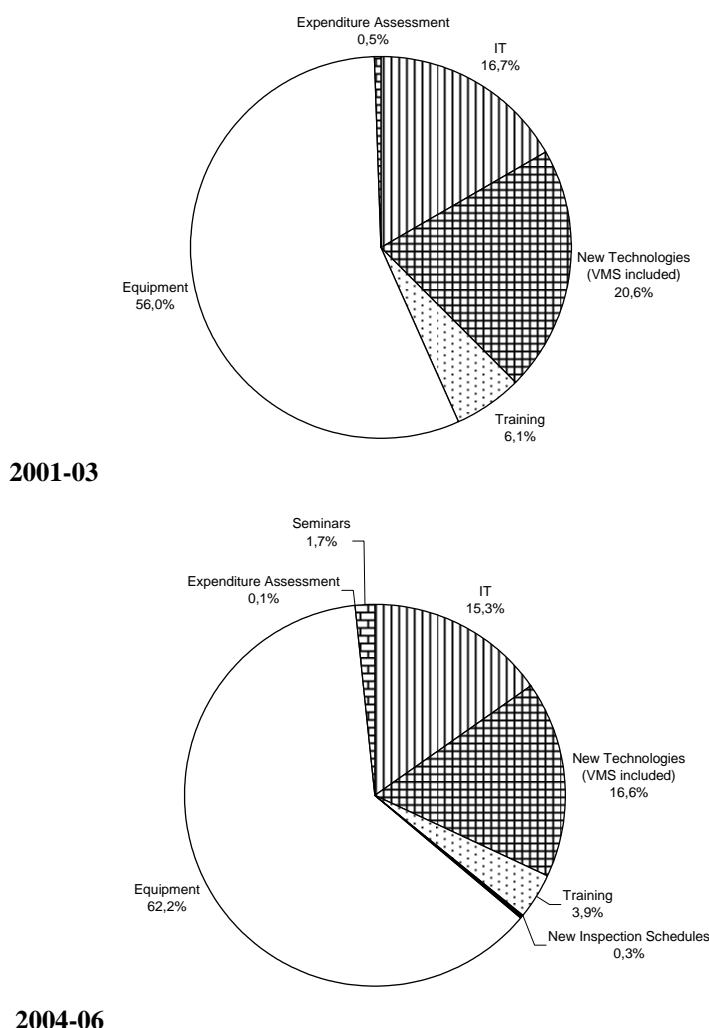 Expenditure Assessment
0,5%
IT
16,7%
New Technologies
(VMS included)
20,6%
Equipment
56,0%
Training
6,1%
2001-03
Seminars
1,7%
Expenditure Assessment
0,1%
IT
15,3%
New Technologies
(VMS included)
16,6%
Equipment
62,2%
Training
3,9%
New Inspection Schedules
0,3%
2004-06